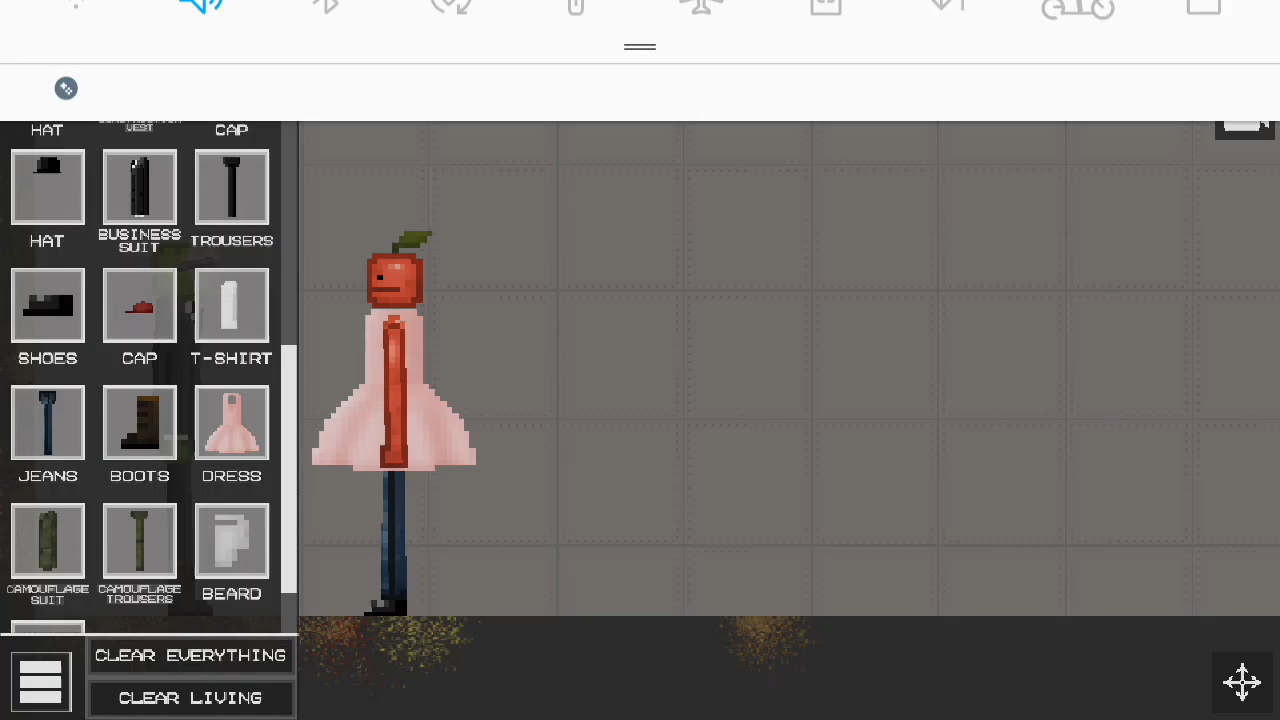 HAT
VEST
CAP
HAT
BUSINESS
SUIT
TROUSERS
SHOES
CAP
T-SHIRT
JEANS
BOOTS
DRESS
CAMOUFLAGE
SUIT
CAMOUFLAGE
TROUSERS
BEARD
CLEAR EVERYTHING
CLEAR LIVING